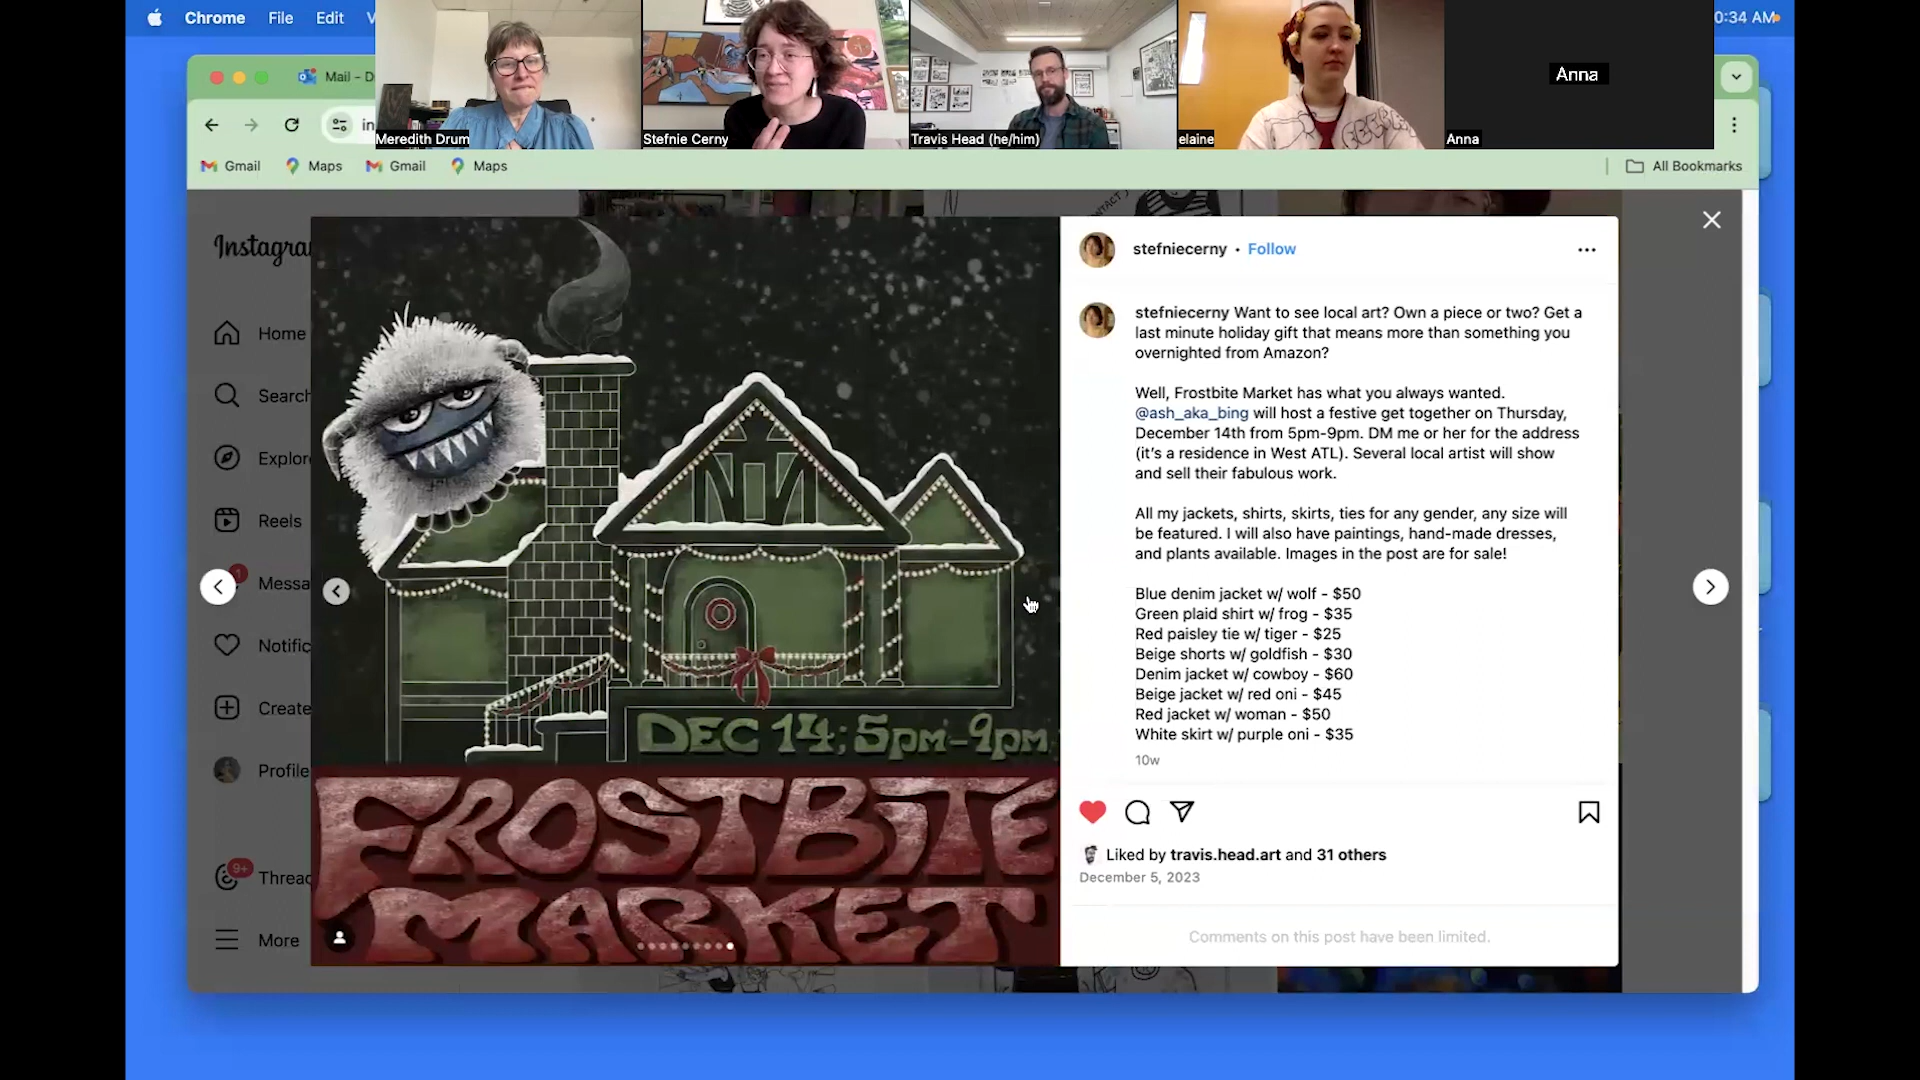 Chrome File Edit
0:34 AM
Mail - D
Meredith Drum
Stefnie Cerny
Travis Head (he/him)
elaine
Anna
Anna
in
Gmail Maps Gmail Maps
All Bookmarks
Instagra
Home
Search
Explor
Reels
1
Messa
Notific
Create
Profile
9+
Threac
More
CONTACT
DEC 14; 5pm-9pm
FROSTBITE
MARKET
stefniecerny • Follow
stefniecerny Want to see local art? Own a piece or two? Get a
last minute holiday gift that means more than something you
overnighted from Amazon?
Well, Frostbite Market has what you always wanted.
@ash_aka_bing will host a festive get together on Thursday,
December 14th from 5pm-9pm. DM me or her for the address
(it's a residence in West ATL). Several local artist will show
and sell their fabulous work.
All my jackets, shirts, skirts, ties for any gender, any size will
be featured. I will also have paintings, hand-made dresses,
and plants available. Images in the post are for sale!
Blue denim jacket w/ wolf - $50
Green plaid shirt w/ frog - $35
Red paisley tie w/ tiger - $25
Beige shorts w/ goldfish - $30
Denim jacket w/ cowboy - $60
Beige jacket w/ red oni - $45
Red jacket w/ woman - $50
White skirt w/ purple oni - $35
10w
Liked by travis.head.art and 31 others
December 5, 2023
Comments on this post have been limited.